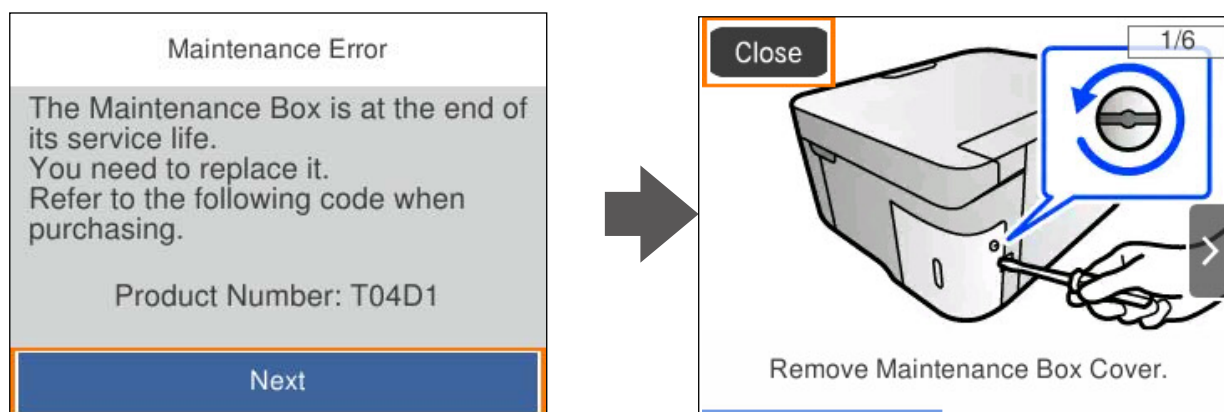 Maintenance Error
The Maintenance Box is at the end of
its service life.
You need to replace it.
Refer to the following code when
purchasing.
Product Number: T04D1
Next
Close
1/6
Remove Maintenance Box Cover.